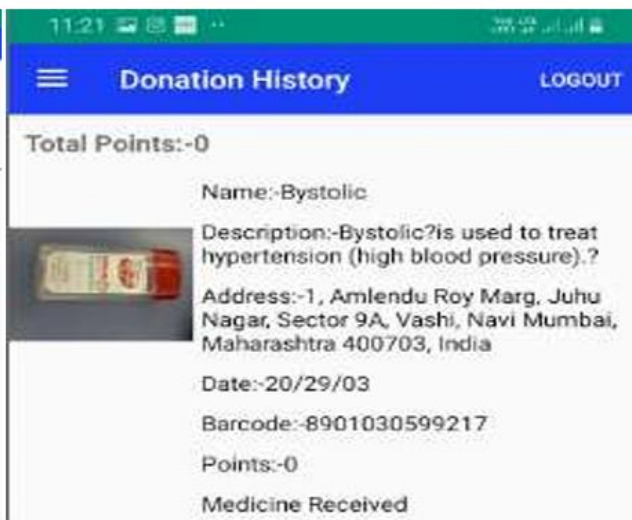 11:21
Donation History
LOGOUT
Total Points:-0
Name:-Bystolic
Description:-Bystolic?is used to treat
hypertension (high blood pressure).?
Address:-1, Amlendu Roy Marg, Juhu
Nagar, Sector 9A, Vashi, Navi Mumbai,
Maharashtra 400703, India
Date:-20/29/03
Barcode:-8901030599217
Points:-0
Medicine Received